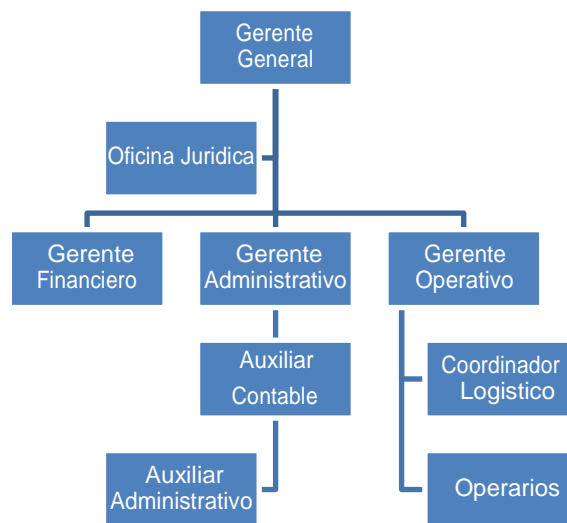 Gerente
General
Oficina Juridica
Gerente
Financiero
Gerente
Administrativo
Gerente
Operativo
Auxiliar
Contable
Coordinador
Logistico
Auxiliar
Administrativo
Operarios